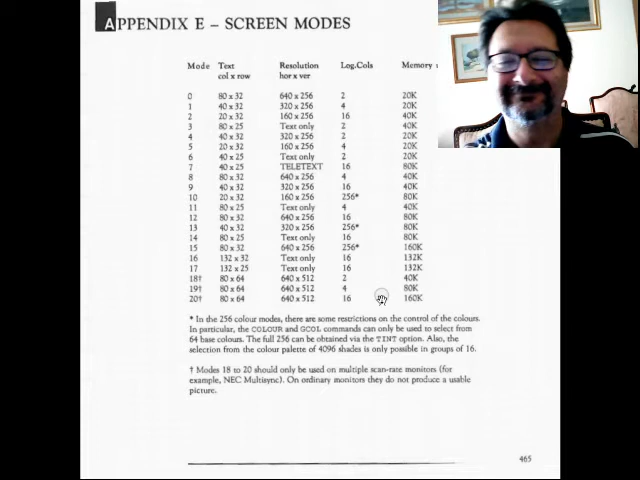 APPENDIX E – SCREEN MODES
Mode Text Resolution Log.Cols Memory
col x row hor x ver
0 80 x 32 640 x 256 2 20K
1 40 x 32 320 x 256 4 20K
2 20 x 32 160 x 256 16 40K
3 80 x 25 Text only 2 40K
4 40 x 32 320 x 256 2 20K
5 20 x 32 160 x 256 4 20K
6 40 x 25 Text only 2 20K
7 40 x 25 TELETEXT 16 80K
8 80 x 32 640 x 256 4 40K
9 40 x 32 320 x 256 16 40K
10 20 x 32 160 x 256 256* 80K
11 80 x 25 Text only 4 40K
12 80 x 32 640 x 256 16 80K
13 40 x 32 320 x 256 256* 80K
14 80 x 25 Text only 16 80K
15 80 x 32 640 x 256 256* 160K
16 132 x 32 Text only 16 132K
17 132 x 25 Text only 16 132K
18† 80 x 64 640 x 512 2 40K
19† 80 x 64 640 x 512 4 80K
20† 80 x 64 640 x 512 16 160K
* In the 256 colour modes, there are some restrictions on the control of the colours.
In particular, the COLOUR and GCOL commands can only be used to select from
64 base colours. The full 256 can be obtained via the TINT option. Also, the
selection from the colour palette of 4096 shades is only possible in groups of 16.
† Modes 18 to 20 should only be used on multiple scan-rate monitors (for
example, NEC Multisync). On ordinary monitors they do not produce a usable
picture.
465